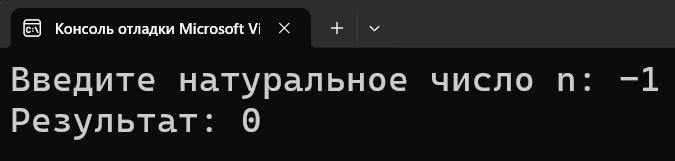 Консоль отладки Microsoft Vi
Введите натуральное число n: -1
Результат: 0